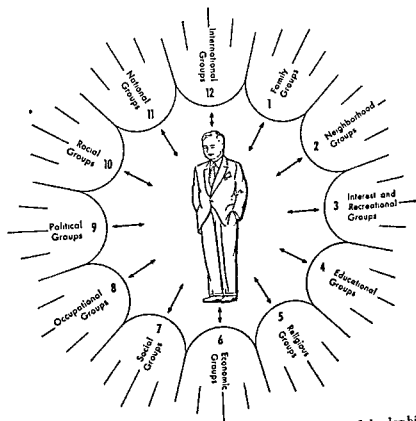 International
Groups
12
1
Family
Groups
2
Neighborhood
Groups
3
Interest and
Recreational
Groups
4
Educational
Groups
5
Religious
Groups
6
Economic
Groups
7
Social
Groups
8
Occupational
Groups
9
Political
Groups
10
Racial
Groups
11
National
Groups